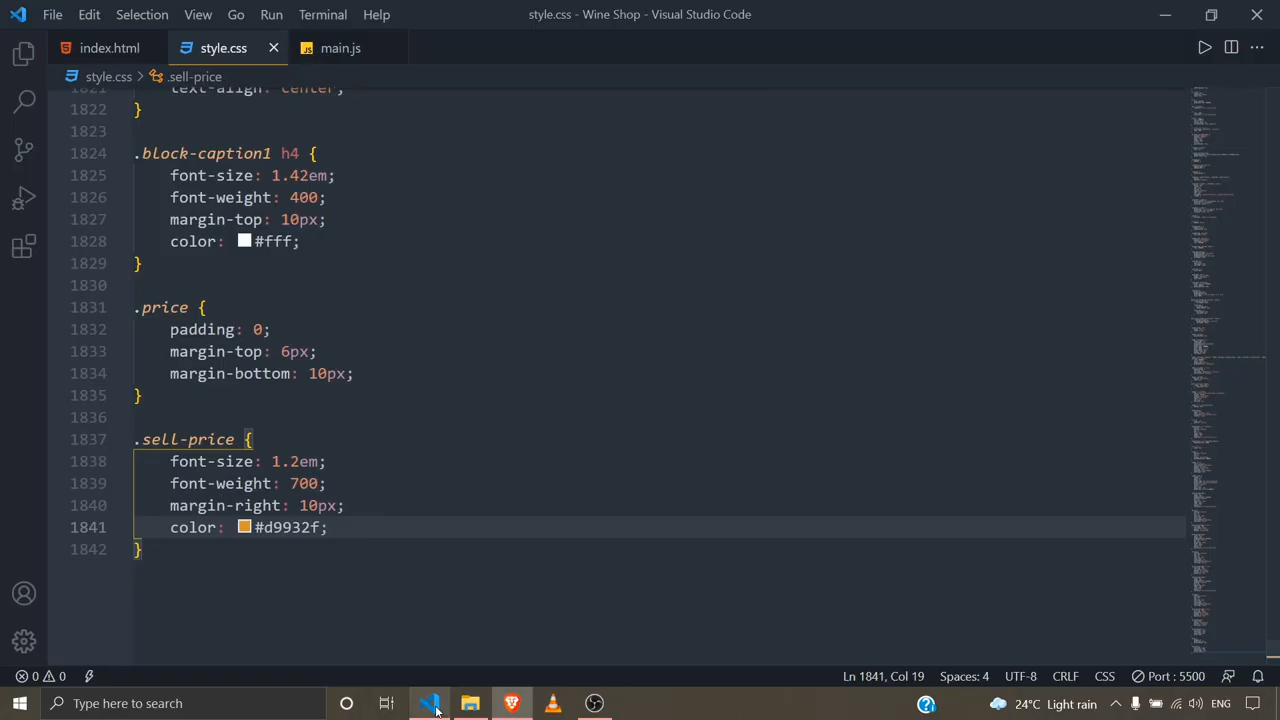 File Edit Selection View Go Run Terminal Help style.css - Wine Shop - Visual Studio Code
index.html style.css JS main.js
style.css .sell-price
1821 text-align: center;
1822 }
1823
1824 .block-caption1 h4 {
1825 font-size: 1.42em;
1826 font-weight: 400;
1827 margin-top: 10px;
1828 color: #fff;
1829 }
1830
1831 .price {
1832 padding: 0;
1833 margin-top: 6px;
1834 margin-bottom: 10px;
1835 }
1836
1837 .sell-price {
1838 font-size: 1.2em;
1839 font-weight: 700;
1840 margin-right: 10px;
1841 color: #d9932f;
1842 }
0 0 Ln 1841, Col 19 Spaces: 4 UTF-8 CRLF CSS Port : 5500
Type here to search 24°C Light rain ENG